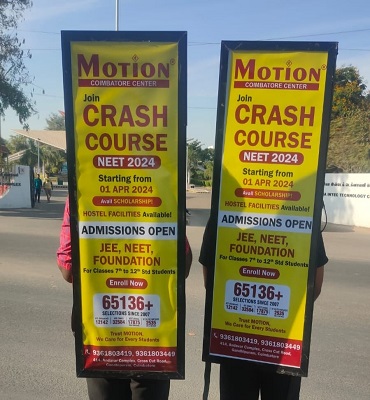 MOTION®
COIMBATORE CENTER
Join
CRASH
COURSE
NEET 2024
Starting from
01 APR 2024
Avail SCHOLARSHIP!
HOSTEL FACILITIES Available!
ADMISSIONS OPEN
JEE, NEET,
FOUNDATION
For Classes 7th to 12th Std Students
Enroll Now
65136+
SELECTIONS SINCE 2007
Trust MOTION,
We Care for Every Student
9361803419, 9361803449
MOTION®
COIMBATORE CENTER
Join
CRASH
COURSE
NEET 2024
Starting from
01 APR 2024
Avail SCHOLARSHIP!
HOSTEL FACILITIES Available!
ADMISSIONS OPEN
JEE, NEET,
FOUNDATION
For Classes 7th to 12th Std Students
Enroll Now
65136+
SELECTIONS SINCE 2007
Trust MOTION,
We Care for Every Student
9361803419, 9361803449